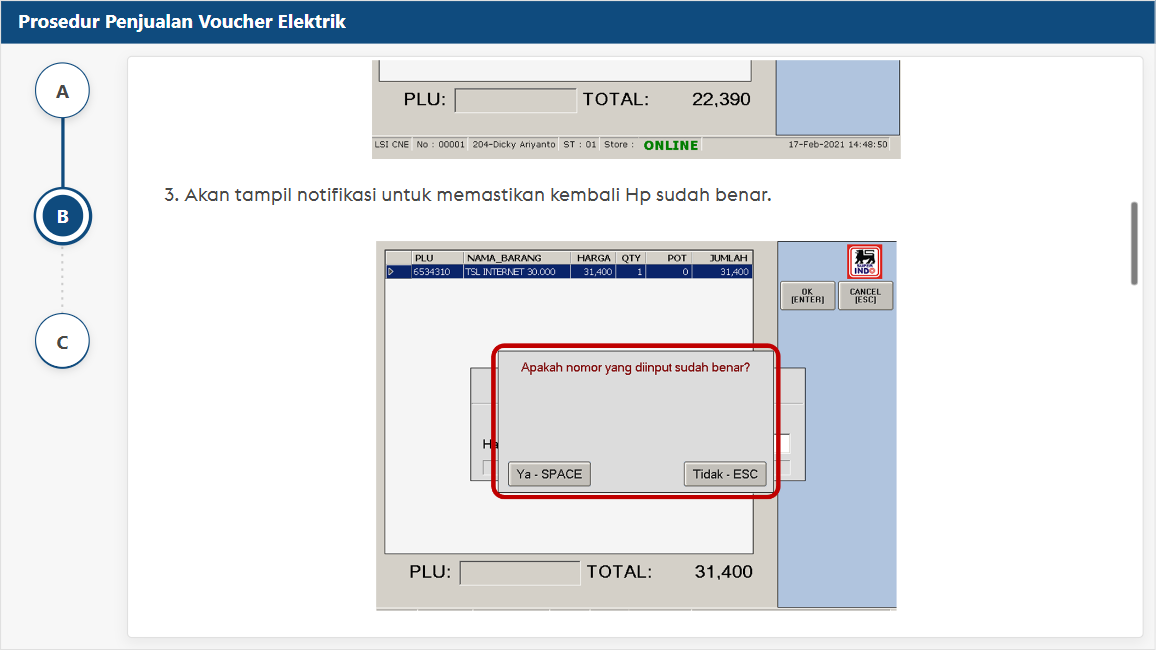 Prosedur Penjualan Voucher Elektrik
A
B
C
PLU: TOTAL: 22,390
LSI CNE No : 00001 204-Dicky Ariyanto ST : 01 Store : ONLINE 17-Feb-2021 14:48:50
3. Akan tampil notifikasi untuk memastikan kembali Hp sudah benar.
PLU NAMA_BARANG HARGA QTY POT JUMLAH
6534310 TSL INTERNET 30.000 31,400 1 0 31,400
SUPER
INDO
OK
[ENTER]
CANCEL
[ESC]
Apakah nomor yang diinput sudah benar?
Ha
Ya - SPACE Tidak - ESC
PLU: TOTAL: 31,400